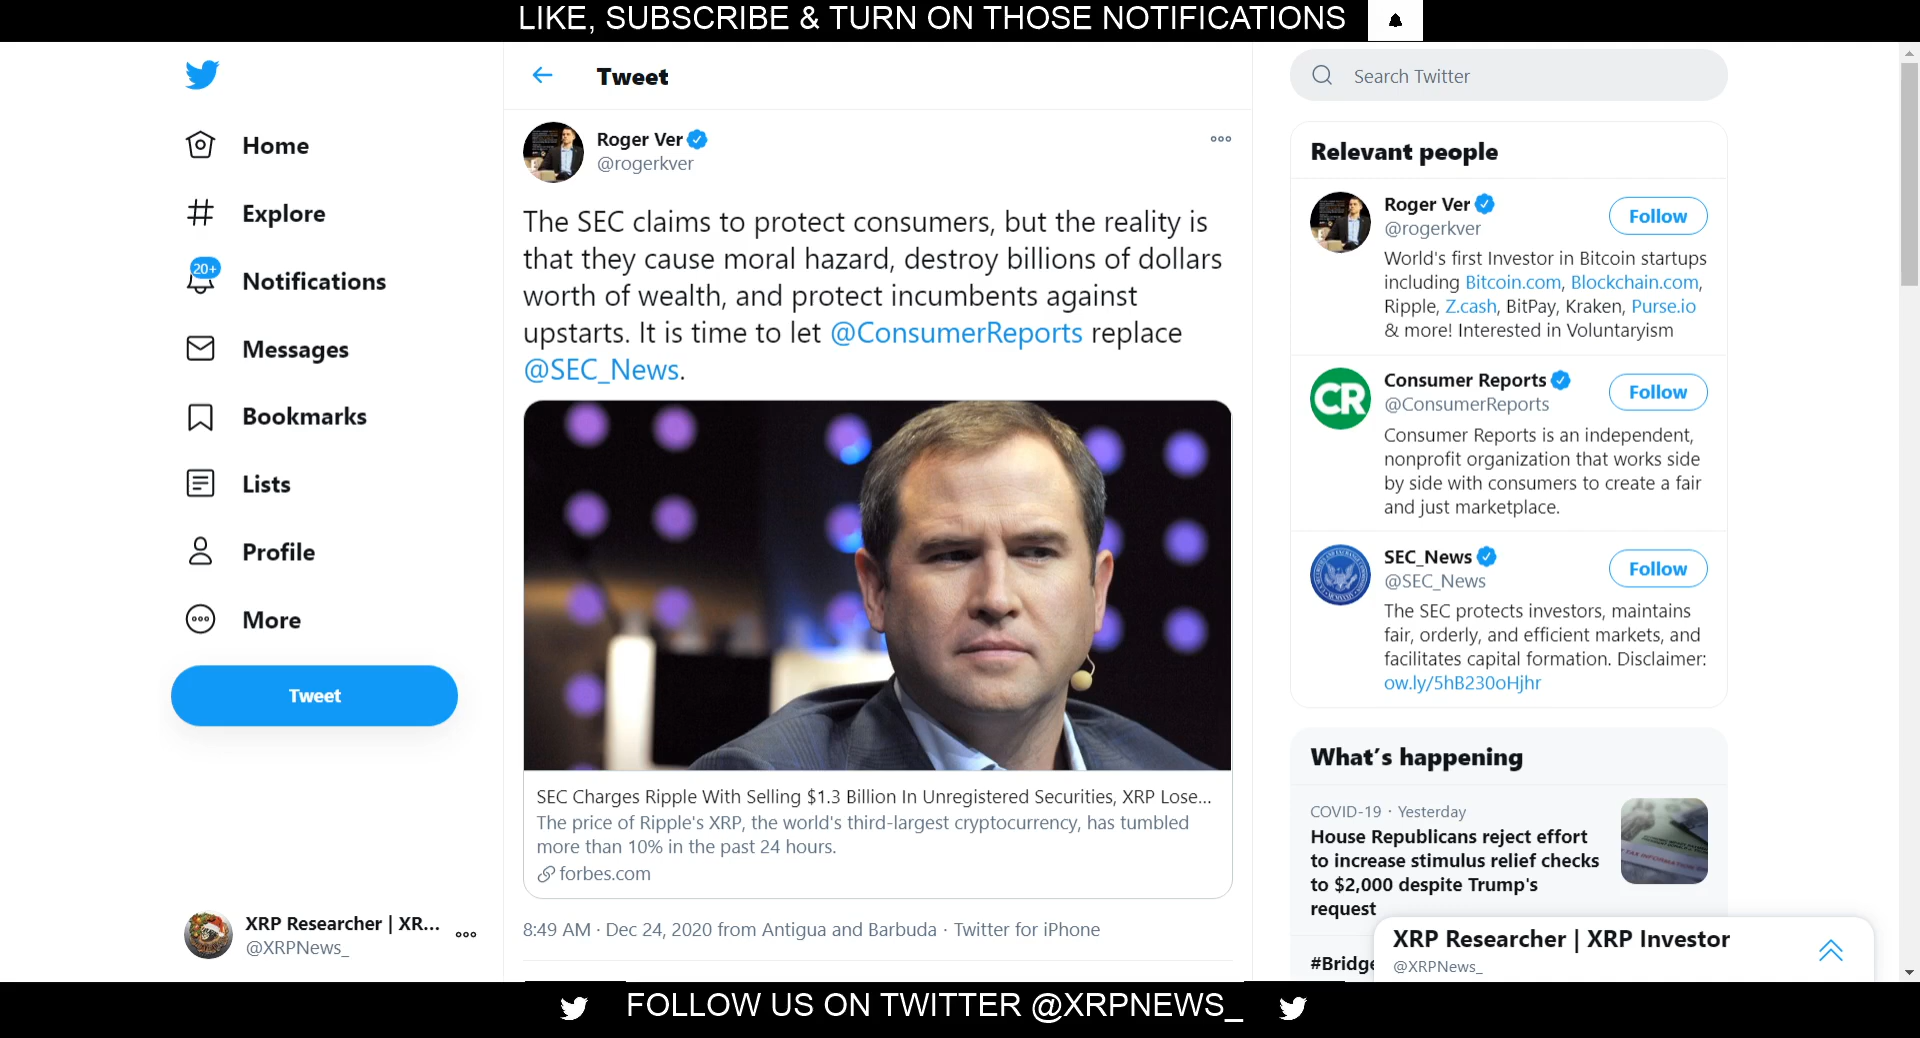 LIKE, SUBSCRIBE & TURN ON THOSE NOTIFICATIONS
Home
Explore
20+
Notifications
Messages
Bookmarks
Lists
Profile
More
Tweet
XRP Researcher | XR...
@XRPNews_
Tweet
Roger Ver
@rogerkver
The SEC claims to protect consumers, but the reality is
that they cause moral hazard, destroy billions of dollars
worth of wealth, and protect incumbents against
upstarts. It is time to let @ConsumerReports replace
@SEC_News.
SEC Charges Ripple With Selling $1.3 Billion In Unregistered Securities, XRP Lose...
The price of Ripple's XRP, the world's third-largest cryptocurrency, has tumbled
more than 10% in the past 24 hours.
forbes.com
8:49 AM · Dec 24, 2020 from Antigua and Barbuda · Twitter for iPhone
Search Twitter
Relevant people
Roger Ver
@rogerkver
Follow
World's first Investor in Bitcoin startups
including Bitcoin.com, Blockchain.com,
Ripple, Z.cash, BitPay, Kraken, Purse.io
& more! Interested in Voluntaryism
CR
Consumer Reports
@ConsumerReports
Follow
Consumer Reports is an independent,
nonprofit organization that works side
by side with consumers to create a fair
and just marketplace.
SEC_News
@SEC_News
Follow
The SEC protects investors, maintains
fair, orderly, and efficient markets, and
facilitates capital formation. Disclaimer:
ow.ly/5hB230oHjhr
What's happening
COVID-19 · Yesterday
House Republicans reject effort
to increase stimulus relief checks
to $2,000 despite Trump's
request
#Bridge
XRP Researcher | XRP Investor
@XRPNews_
FOLLOW US ON TWITTER @XRPNEWS_